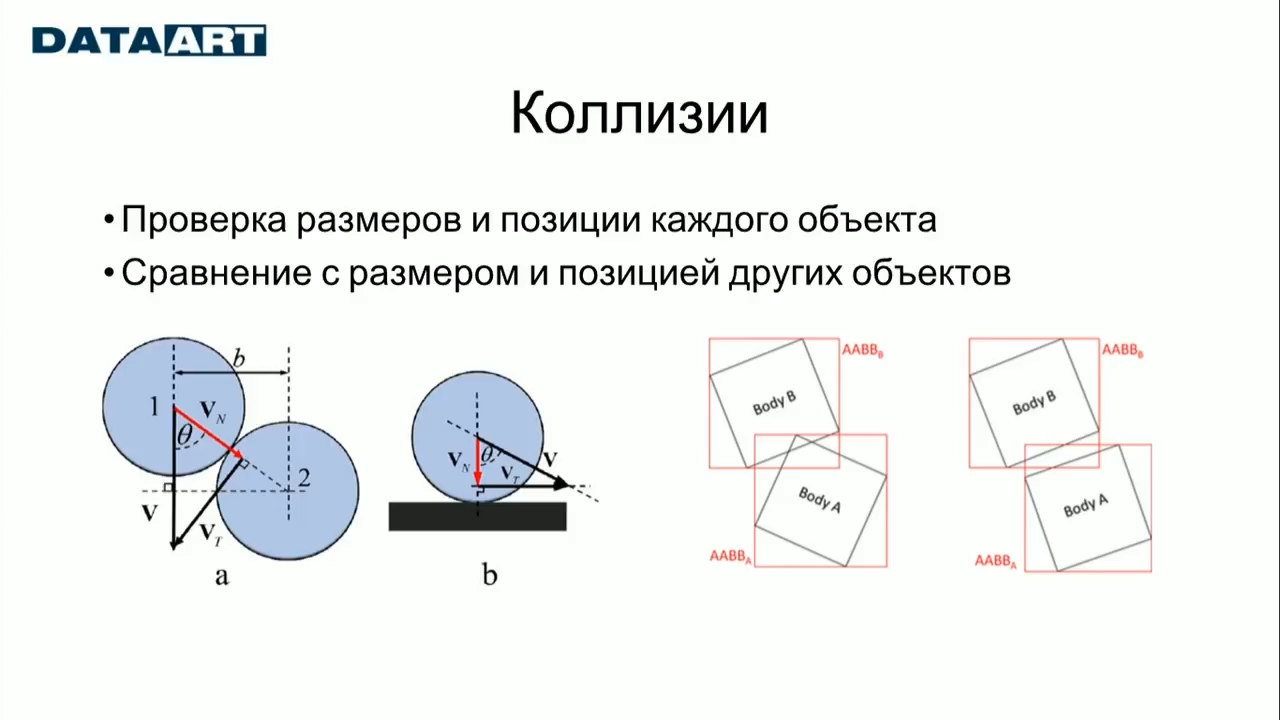 DATAART
Коллизии
• Проверка размеров и позиции каждого объекта
• Сравнение с размером и позицией других объектов
b
1
V_N
θ
2
V
V_T
a
V_N
θ
V_T
V
b
AABB_B
Body B
Body A
AABB_A
AABB_B
Body B
Body A
AABB_A